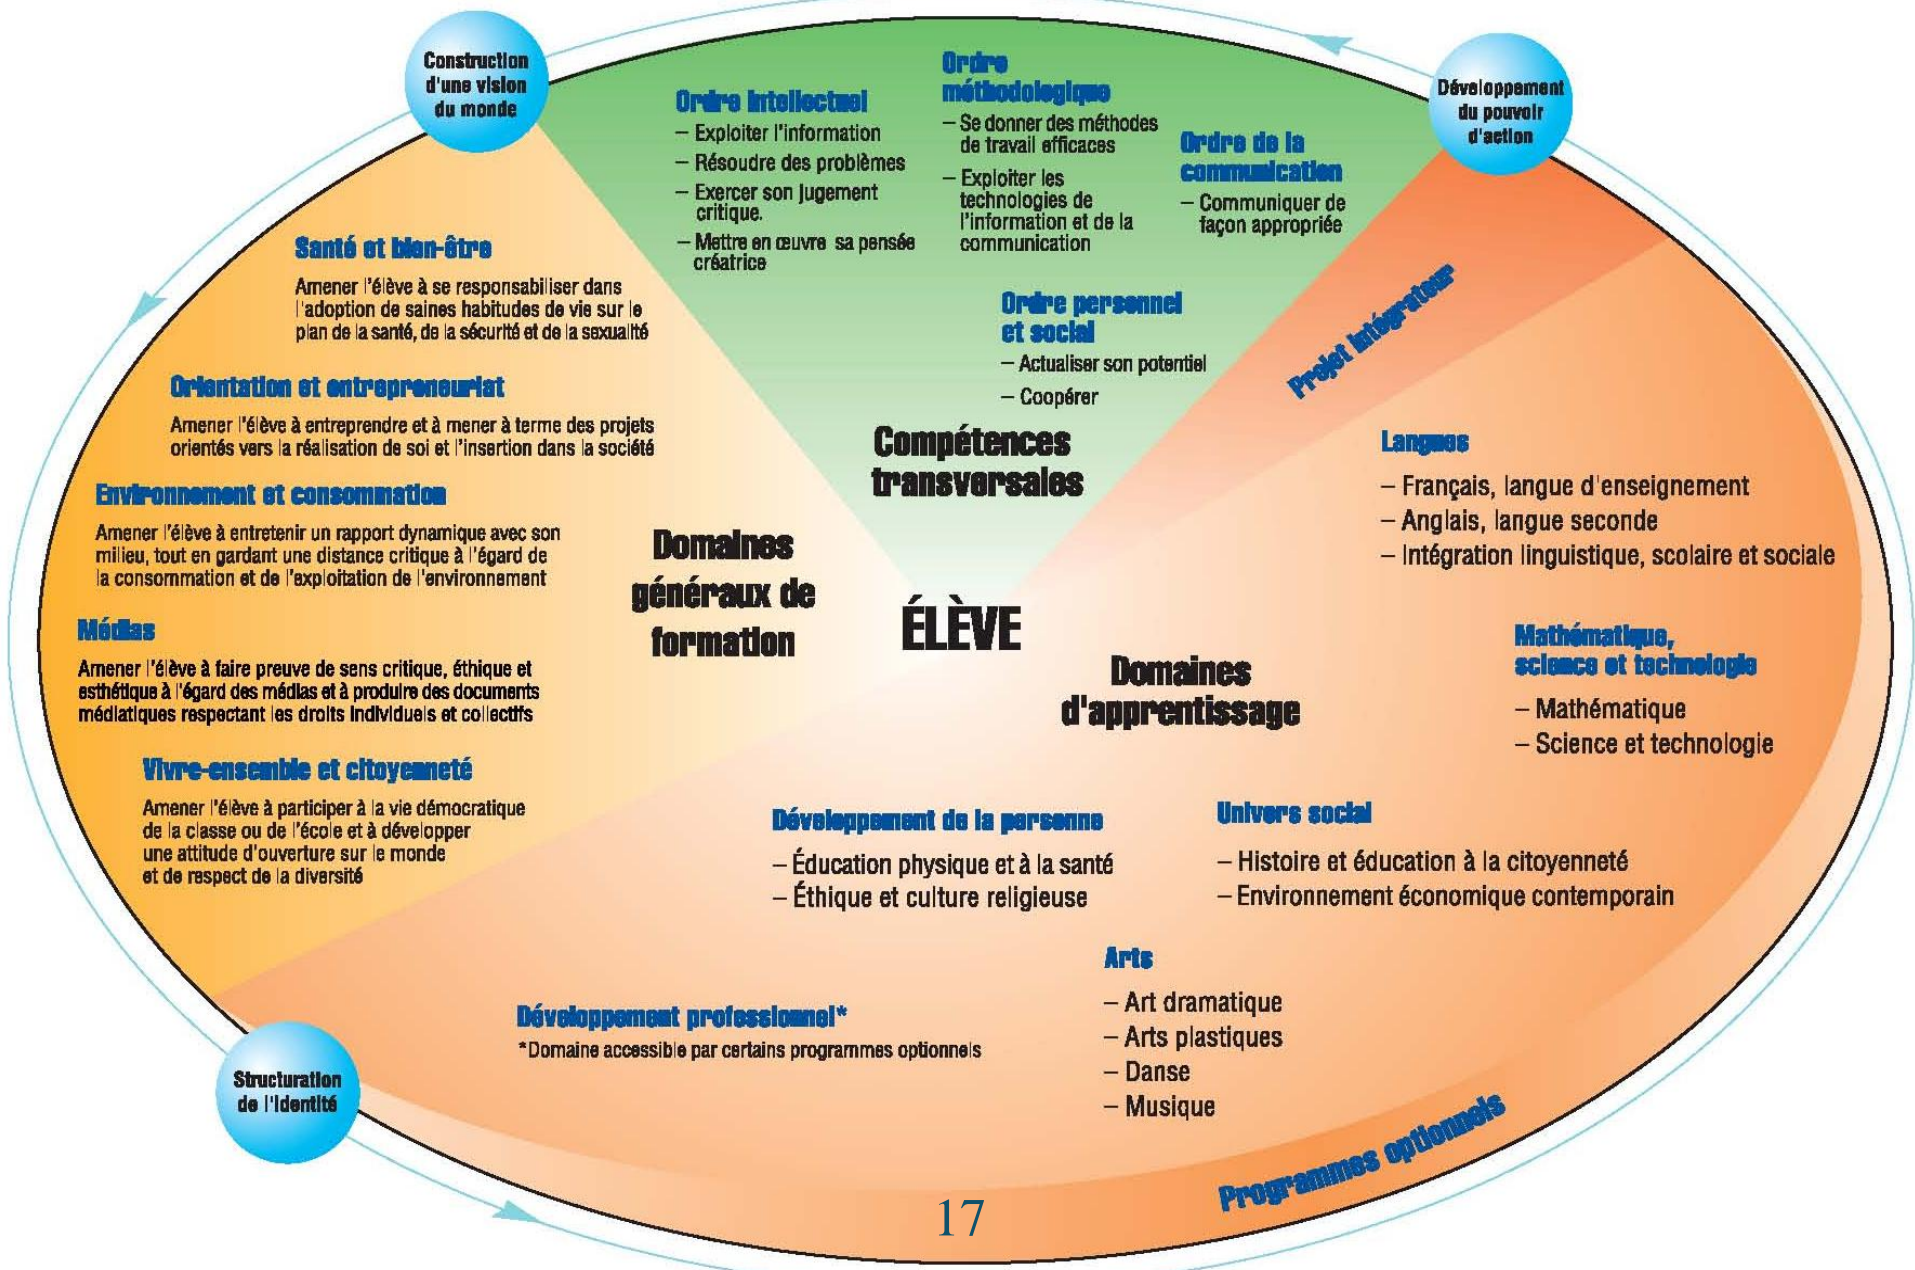 Construction
d'une vision
du monde
Développement
du pouvoir
d'action
Ordre intellectuel
– Exploiter l'information
– Résoudre des problèmes
– Exercer son jugement
critique.
– Mettre en œuvre sa pensée
créatrice
Ordre
méthodologique
– Se donner des méthodes
de travail efficaces
– Exploiter les
technologies de
l'information et de la
communication
Ordre de la
communication
– Communiquer de
façon appropriée
Ordre personnel
et social
– Actualiser son potentiel
– Coopérer
Compétences
transversales
Projet intégrateur
Santé et bien-être
Amener l'élève à se responsabiliser dans
l'adoption de saines habitudes de vie sur le
plan de la santé, de la sécurité et de la sexualité
Orientation et entrepreneuriat
Amener l'élève à entreprendre et à mener à terme des projets
orientés vers la réalisation de soi et l'insertion dans la société
Environnement et consommation
Amener l'élève à entretenir un rapport dynamique avec son
milieu, tout en gardant une distance critique à l'égard de
la consommation et de l'exploitation de l'environnement
Médias
Amener l'élève à faire preuve de sens critique, éthique et
esthétique à l'égard des médias et à produire des documents
médiatiques respectant les droits individuels et collectifs
Vivre-ensemble et citoyenneté
Amener l'élève à participer à la vie démocratique
de la classe ou de l'école et à développer
une attitude d'ouverture sur le monde
et de respect de la diversité
Domaines
généraux de
formation
ÉLÈVE
Domaines
d'apprentissage
Langues
– Français, langue d'enseignement
– Anglais, langue seconde
– Intégration linguistique, scolaire et sociale
Mathématique,
science et technologie
– Mathématique
– Science et technologie
Développement de la personne
– Éducation physique et à la santé
– Éthique et culture religieuse
Univers social
– Histoire et éducation à la citoyenneté
– Environnement économique contemporain
Arts
– Art dramatique
– Arts plastiques
– Danse
– Musique
Développement professionnel*
*Domaine accessible par certains programmes optionnels
Structuration
de l'identité
Programmes optionnels
17